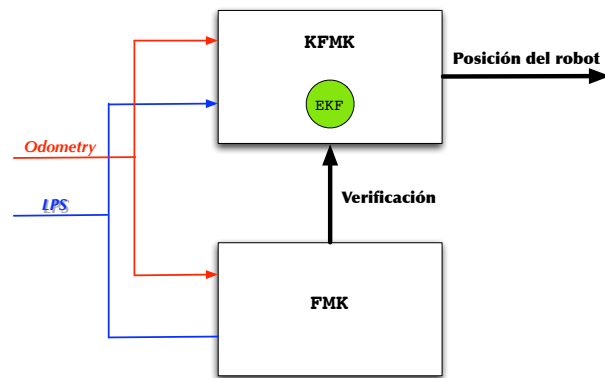 KFMK
Posición del robot
EKF
Odometry
LPS
Verificación
FMK